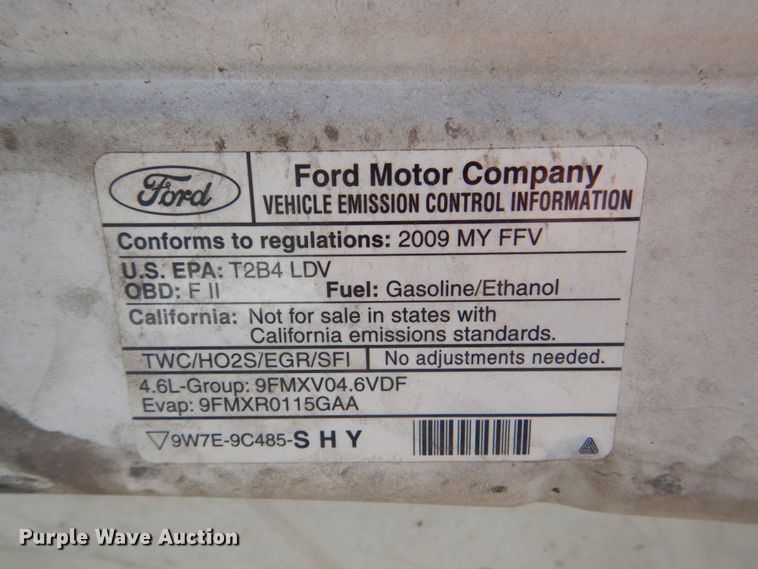 Ford
Ford Motor Company
VEHICLE EMISSION CONTROL INFORMATION
Conforms to regulations: 2009 MY FFV
U.S. EPA: T2B4 LDV
OBD: F II Fuel: Gasoline/Ethanol
California: Not for sale in states with
California emissions standards.
TWC/HO2S/EGR/SFI No adjustments needed.
4.6L-Group: 9FMXV04.6VDF
Evap: 9FMXR0115GAA
9W7E-9C485-S H Y
Purple Wave Auction